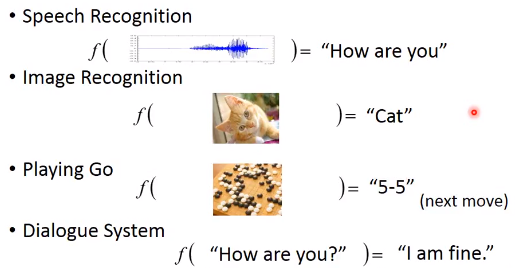 • Speech Recognition
f( )= “How are you”
• Image Recognition
f( )= “Cat”
• Playing Go
f( )= “5-5”
(next move)
• Dialogue System
f( “How are you?” )= “I am fine.”